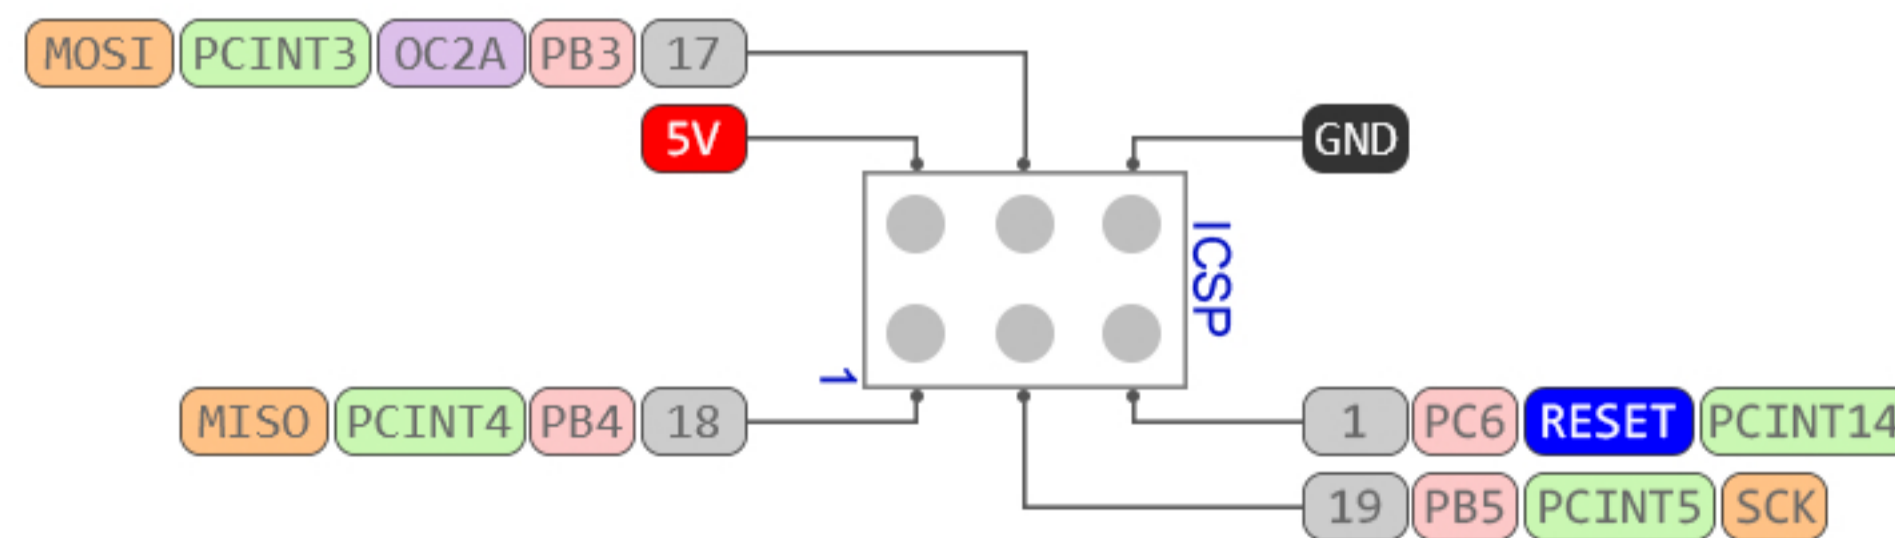 MOSI PCINT3 OC2A PB3 17
5V GND
ICSP
1
MISO PCINT4 PB4 18 1 PC6 RESET PCINT14
19 PB5 PCINT5 SCK